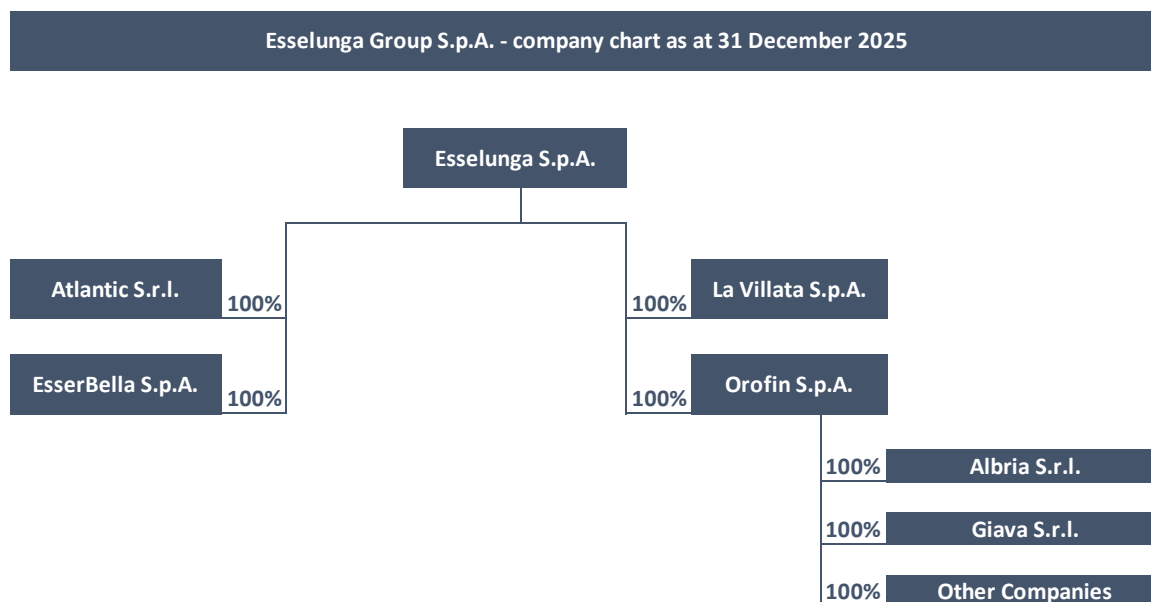 Esselunga Group S.p.A. - company chart as at 31 December 2025
Esselunga S.p.A.
Atlantic S.r.l.
100%
100%
La Villata S.p.A.
EsserBella S.p.A.
100%
100%
Orofin S.p.A.
100%
Albria S.r.l.
100%
Giava S.r.l.
100%
Other Companies